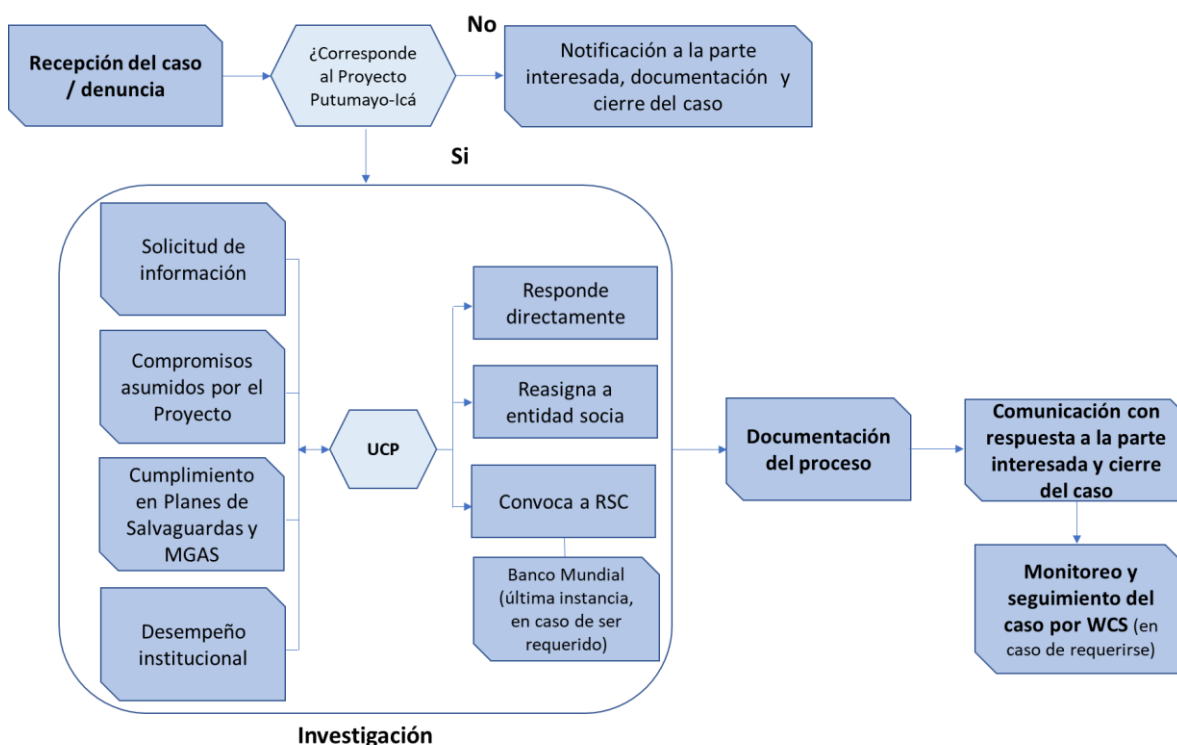 Recepción del caso
/ denuncia
¿Corresponde
al Proyecto
Putumayo-Icá
No
Notificación a la parte
interesada, documentación y
cierre del caso
Si
Solicitud de
información
Compromisos
asumidos por el
Proyecto
Cumplimiento
en Planes de
Salvaguardas y
MGAS
Desempeño
institucional
UCP
Responde
directamente
Reasigna a
entidad socia
Convoca a RSC
Banco Mundial
(última instancia,
en caso de ser
requerido)
Investigación
Documentación
del proceso
Comunicación con
respuesta a la parte
interesada y cierre
del caso
Monitoreo y
seguimiento del
caso por WCS (en
caso de requerirse)